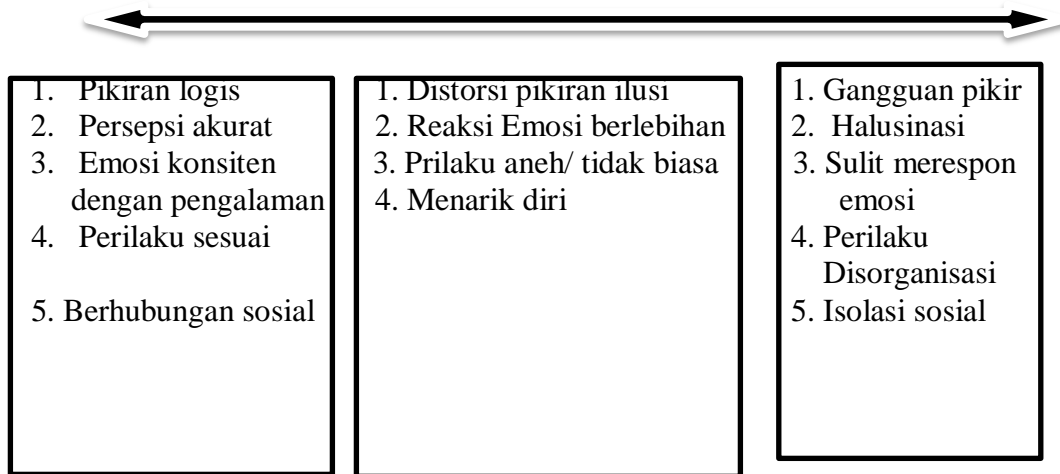 1. Pikiran logis
2. Persepsi akurat
3. Emosi konsiten
dengan pengalaman
4. Perilaku sesuai
5. Berhubungan sosial
1. Distorsi pikiran ilusi
2. Reaksi Emosi berlebihan
3. Prilaku aneh/ tidak biasa
4. Menarik diri
1. Gangguan pikir
2. Halusinasi
3. Sulit merespon
emosi
4. Perilaku
Disorganisasi
5. Isolasi sosial